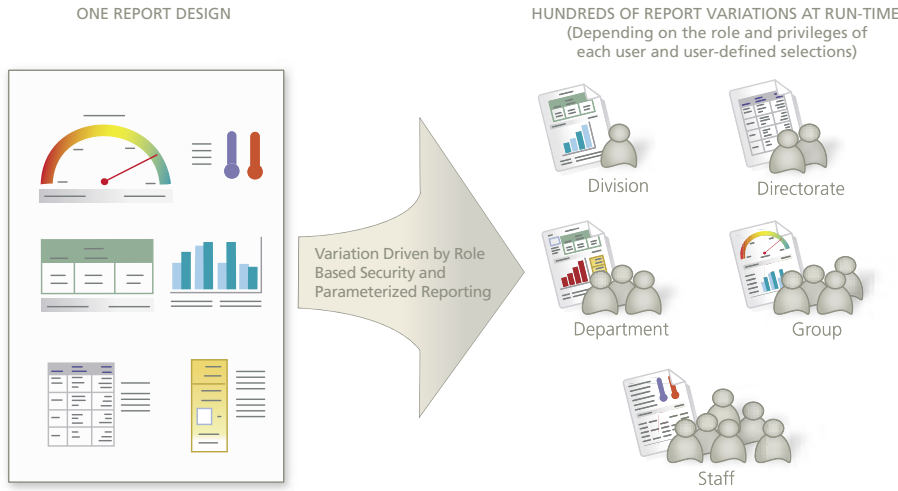 ONE REPORT DESIGN
HUNDREDS OF REPORT VARIATIONS AT RUN-TIME
(Depending on the role and privileges of
each user and user-defined selections)
Variation Driven by Role
Based Security and
Parameterized Reporting
Division
Directorate
Department
Group
Staff